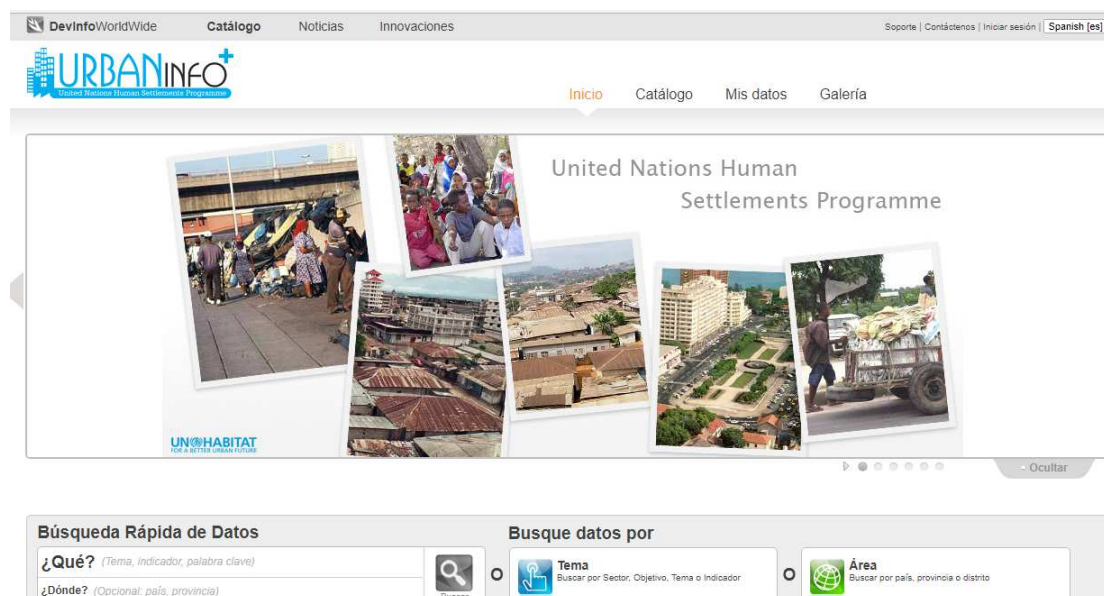 DevInfoWorldWide Catálogo Noticias Innovaciones Soporte | Contáctenos | Iniciar sesión | Spanish [es]
URBANINFO+
United Nations Human Settlements Programme
Inicio Catálogo Mis datos Galería
United Nations Human
Settlements Programme
UN HABITAT
FOR A BETTER URBAN FUTURE
- Ocultar
Búsqueda Rápida de Datos Busque datos por
¿Qué? (Tema, indicador, palabra clave)
¿Dónde? (Opcional: país, provincia)
Buscar
O
Tema
Buscar por Sector, Objetivo, Tema o Indicador
O
Área
Buscar por país, provincia o distrito